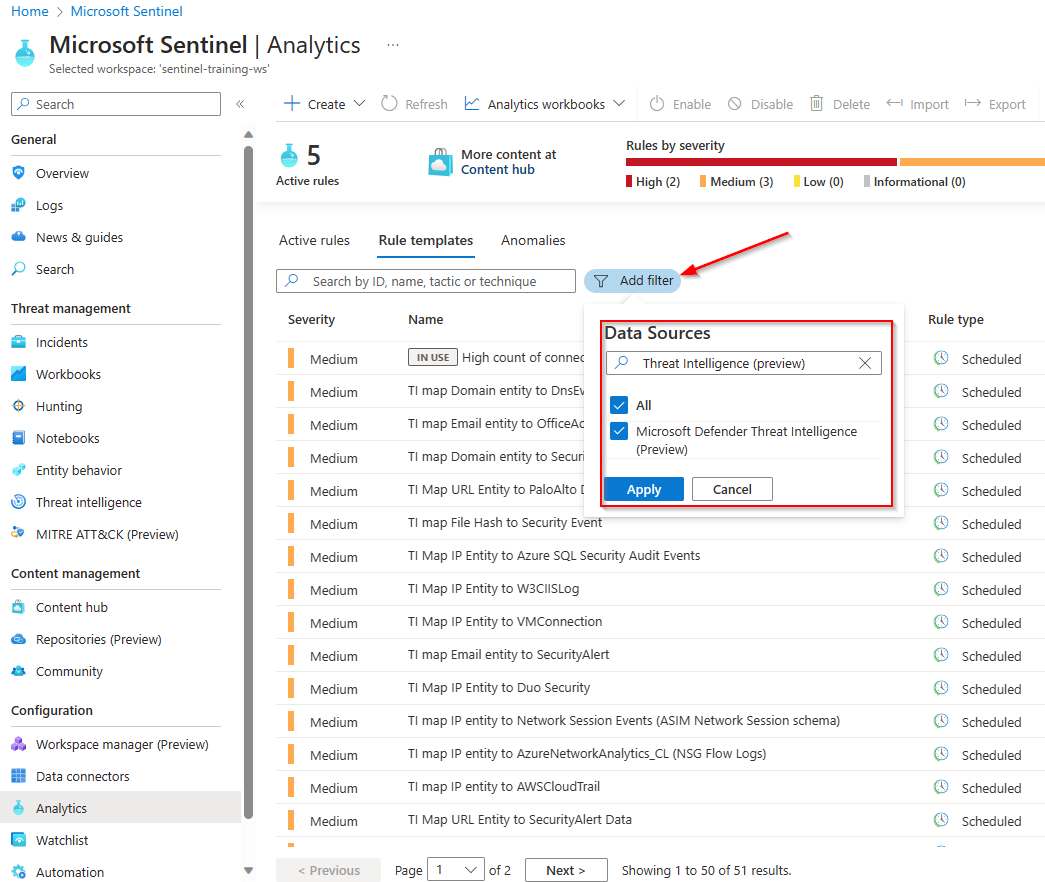 Home > Microsoft Sentinel
Microsoft Sentinel | Analytics ...
Selected workspace: 'sentinel-training-ws'
Search «
General
Overview
Logs
News & guides
Search
Threat management
Incidents
Workbooks
Hunting
Notebooks
Entity behavior
Threat intelligence
MITRE ATT&CK (Preview)
Content management
Content hub
Repositories (Preview)
Community
Configuration
Workspace manager (Preview)
Data connectors
Analytics
Watchlist
Automation
Create Refresh Analytics workbooks Enable Disable Delete Import Export
5
Active rules
More content at
Content hub
Rules by severity
High (2) Medium (3) Low (0) Informational (0)
Active rules Rule templates Anomalies
Search by ID, name, tactic or technique Add filter
Severity Name Rule type
Medium IN USE High count of connec Scheduled
Medium TI map Domain entity to DnsEv Scheduled
Medium TI map Email entity to OfficeAc Scheduled
Medium TI map Domain entity to Securi Scheduled
Medium TI Map URL Entity to PaloAlto D Scheduled
Medium TI map File Hash to Security Event Scheduled
Medium TI Map IP Entity to Azure SQL Security Audit Events Scheduled
Medium TI Map IP Entity to W3CIISLog Scheduled
Medium TI Map IP Entity to VMConnection Scheduled
Medium TI map Email entity to SecurityAlert Scheduled
Medium TI Map IP Entity to Duo Security Scheduled
Medium TI map IP entity to Network Session Events (ASIM Network Session schema) Scheduled
Medium TI map IP entity to AzureNetworkAnalytics_CL (NSG Flow Logs) Scheduled
Medium TI map IP entity to AWSCloudTrail Scheduled
Medium TI Map URL Entity to SecurityAlert Data Scheduled
Data Sources
Threat Intelligence (preview)
All
Microsoft Defender Threat Intelligence
(Preview)
Apply Cancel
< Previous Page 1 of 2 Next > Showing 1 to 50 of 51 results.